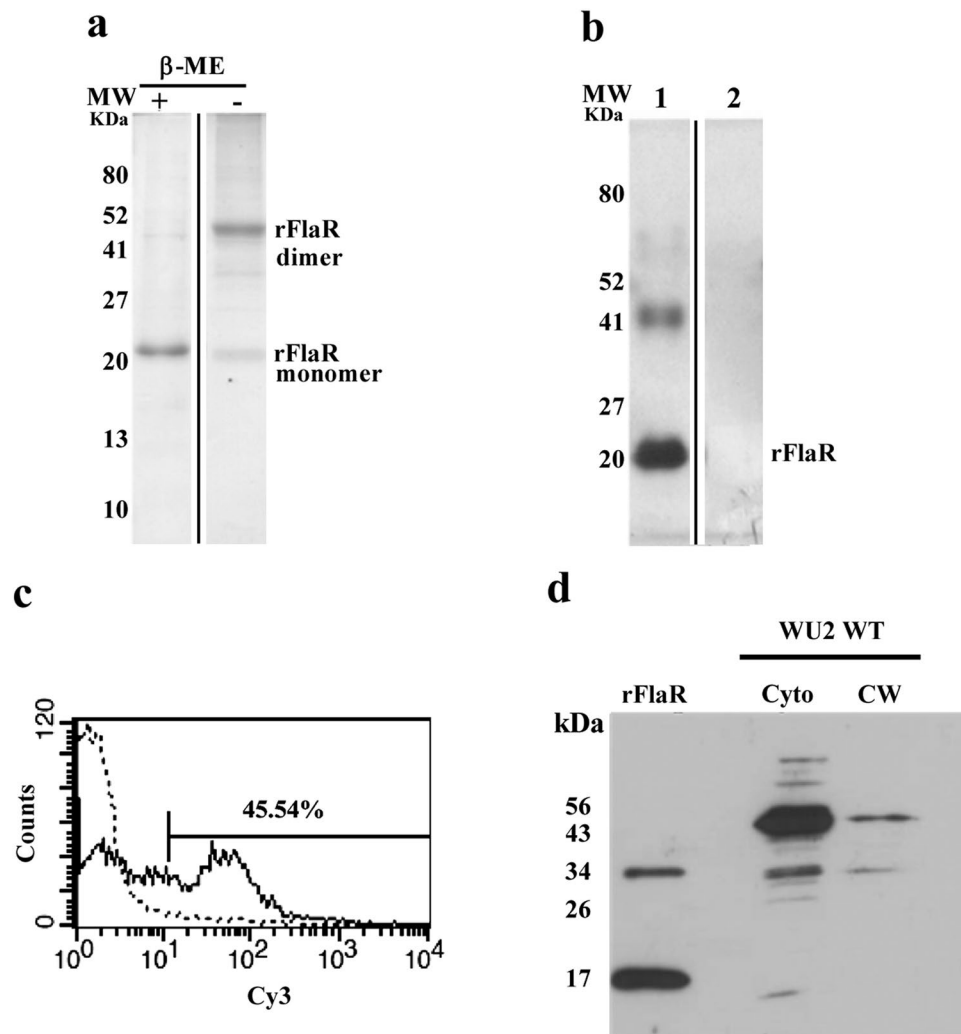 a
β-ME
MW + -
KDa
80
52
41
27
20
13
10
rFlaR
dimer
rFlaR
monomer
b
MW 1 2
KDa
80
52
41
27
20
rFlaR
c
Counts
120
0
45.54%
10^0 10^1 10^2 10^3 10^4
Cy3
d
WU2 WT
rFlaR Cyto CW
kDa
56
43
34
26
17